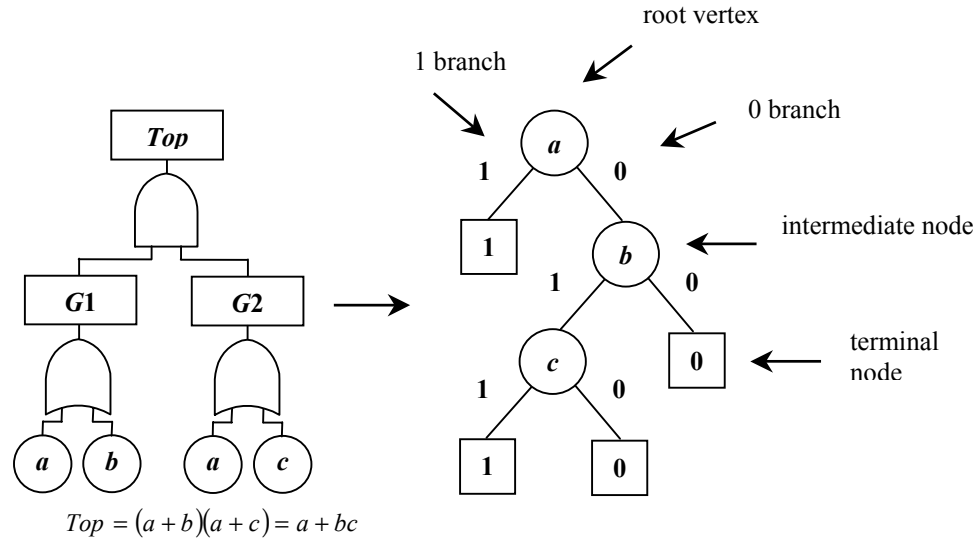 root vertex
1 branch
0 branch
Top
a
1 0
1
intermediate node
b
G1 G2
1 0
c
0
terminal
node
1 0
a b a c
1 0
Top = (a + b)(a + c) = a + bc